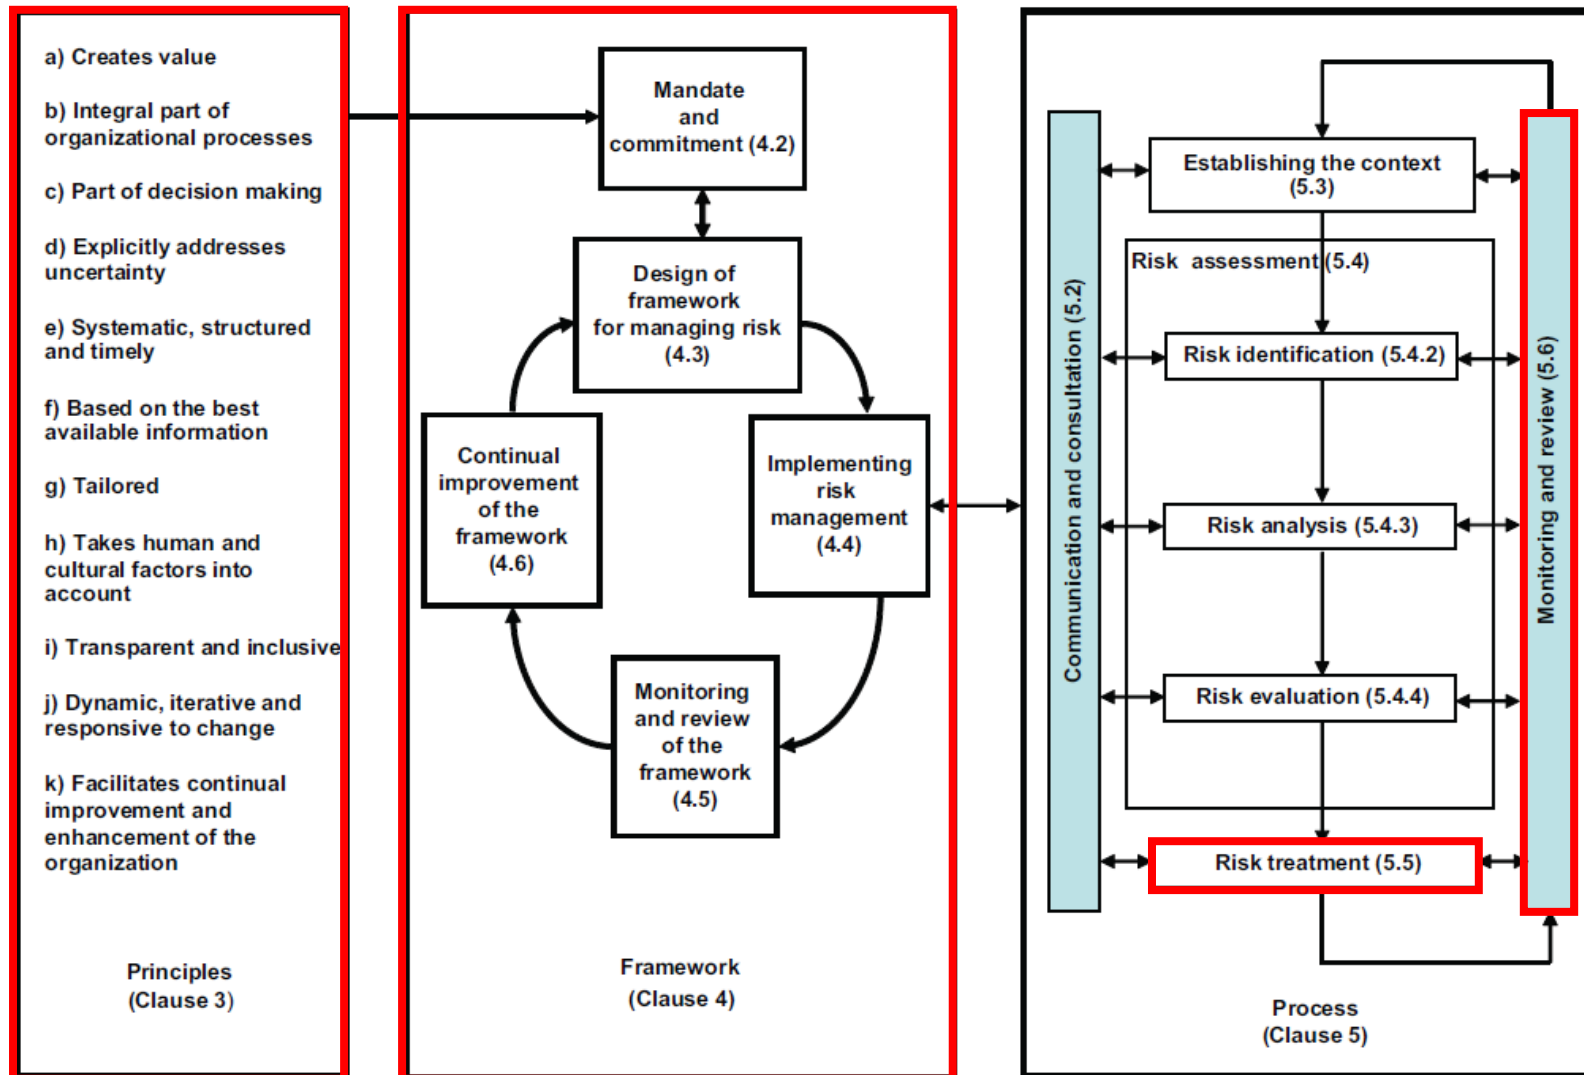 a) Creates value
b) Integral part of
organizational processes
c) Part of decision making
d) Explicitly addresses
uncertainty
e) Systematic, structured
and timely
f) Based on the best
available information
g) Tailored
h) Takes human and
cultural factors into
account
i) Transparent and inclusive
j) Dynamic, iterative and
responsive to change
k) Facilitates continual
improvement and
enhancement of the
organization
Principles
(Clause 3)
Mandate
and
commitment (4.2)
Design of
framework
for managing risk
(4.3)
Implementing
risk
management
(4.4)
Monitoring
and review
of the
framework
(4.5)
Continual
improvement
of the
framework
(4.6)
Framework
(Clause 4)
Communication and consultation (5.2)
Establishing the context
(5.3)
Risk assessment (5.4)
Risk identification (5.4.2)
Risk analysis (5.4.3)
Risk evaluation (5.4.4)
Risk treatment (5.5)
Monitoring and review (5.6)
Process
(Clause 5)